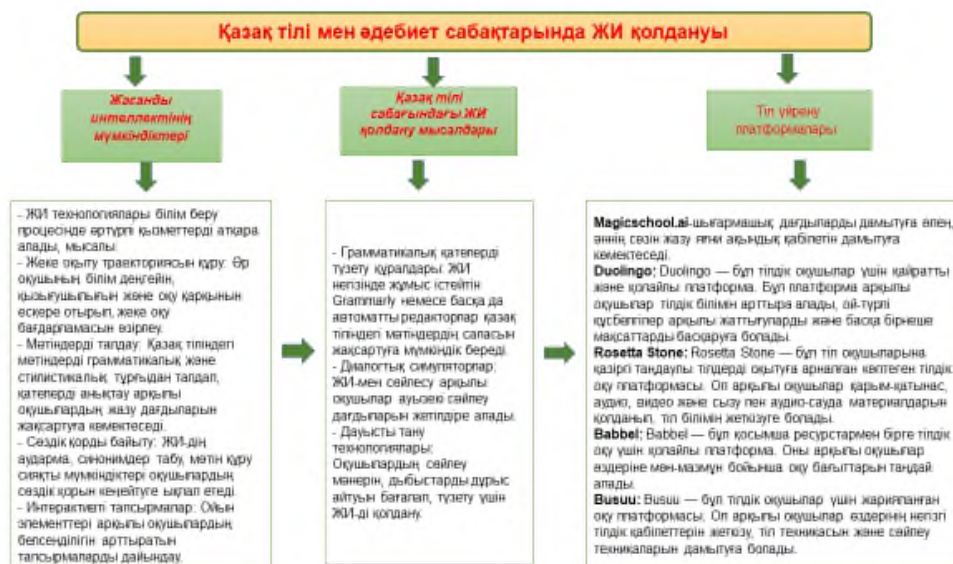 Қазақ тілі мен әдебиет сабақтарында ЖИ қолдануы
Жасанды
интеллектінің
мүмкіндіктері
Қазақ тілі
сабағындағы ЖИ
қолдану мысалдары
Тіл үйрену
платформалары
- ЖИ технологиялары білім беру
процесінде әртүрлі қызметтерді атқара
алады, мысалы
- Жеке оқыту траекториясын құру: Әр
оқушының білім деңгейін,
қызығушылығын және оқу қарқынын
ескере отырып, жеке оқу
бағдарламасын әзірлеу.
- Мәтіндерді талдау: Қазақ тіліндегі
мәтіндерді грамматикалық және
стилистикалық тұрғыдан талдап,
қателерді анықтау арқылы
оқушылардың жазу дағдыларын
жақсартуға көмектеседі.
- Сөздік қорды байыту: ЖИ-дің
аударма, синонимдер табу, мәтін құру
сияқты мүмкіндіктері оқушылардың
сөздік қорын кеңейтуге ықпал етеді.
- Интерактивті тапсырмалар: Ойын
элементтері арқылы оқушылардың
белсенділігін арттыратын
тапсырмаларды дайындау.
- Грамматикалық қателерді
түзету құралдары: ЖИ
негізінде жұмыс істейтін
Grammarly немесе басқа да
автоматты редакторлар қазақ
тіліндегі мәтіндердің сапасын
жақсартуға мүмкіндік береді.
- Диалогтық симуляторлар:
ЖИ-мен сөйлесу арқылы
оқушылар ауызекі сөйлеу
дағдыларын жетілдіре алады.
- Дауысты тану
технологиялары:
Оқушылардың сөйлеу
мәнерін, дыбыстарды дұрыс
айтуын бағалап, түзету үшін
ЖИ-ді қолдану.
Magicschool.ai-шығармашық дағдыларды дамытуға өлең,
әннің сөзін жазу яғни ақындық қабілетін дамытуға
көмектеседі.
Duolingo: Duolingo — бұл тілдік оқушылар үшін қайратты
және қолайлы платформа. Бұл платформа арқылы
оқушылар тілдік білімін арттыра алады, ой-түрлі
құсбелгілер арқылы жаттығуларды және басқа бірнеше
мақсаттарды басқаруға болады.
Rosetta Stone: Rosetta Stone — бұл тіл оқушыларына
қазіргі таңдаулы тілдерді оқытуға арналған көптеген тілдік
оқу платформасы. Ол арқылы оқушылар қарым-қатынас,
аудио, видео және сызу пен аудио-сауда материалдарын
қолданып, тіл білімін жеткізуге болады.
Babbel: Babbel — бұл қосымша ресурстармен бірге тілдік
оқу үшін қолайлы платформа. Оны арқылы оқушылар
өздеріне мән-мазмұн бойынша оқу бағыттарын таңдай
алады.
Busuu: Busuu — бұл тілдік оқушылар үшін жарияланған
оқу платформасы. Ол арқылы оқушылар өздерінің негізгі
тілдік қабілеттерін жеткізу, тіл техникасын және сөйлеу
техникаларын дамытуға болады.